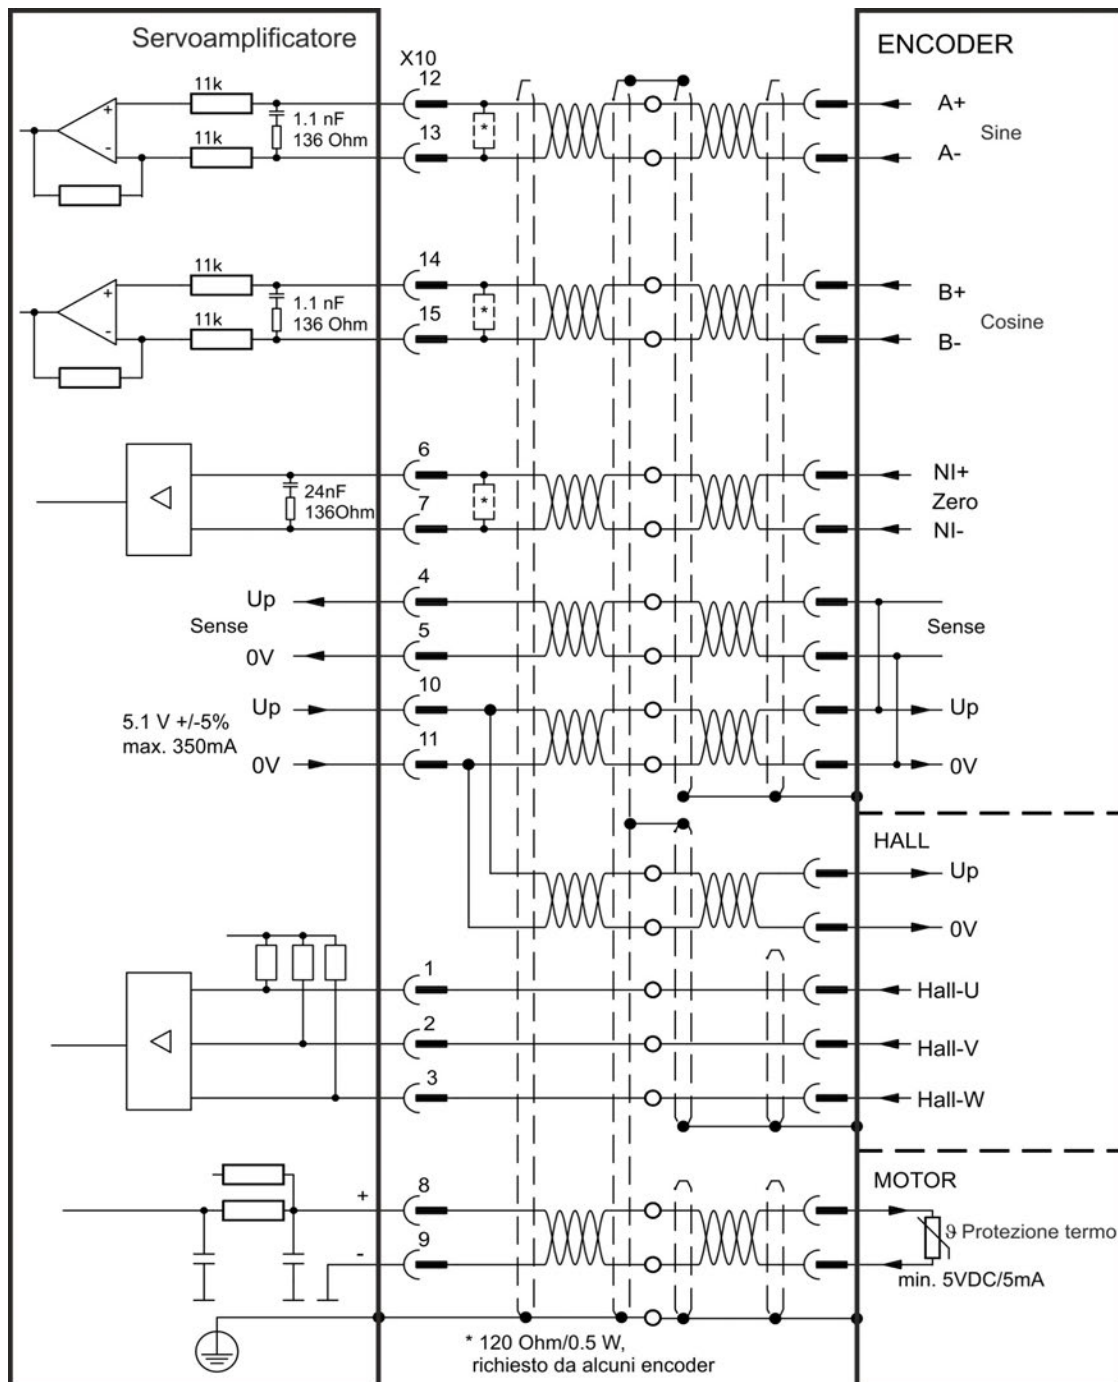 Servoamplificatore
X10
ENCODER
11k
12
A+
1.1 nF
136 Ohm
*
Sine
11k
13
A-
11k
14
B+
1.1 nF
136 Ohm
*
Cosine
11k
15
B-
6
NI+
24nF
136Ohm
*
Zero
7
NI-
Up
4
Sense
Sense
0V
5
Up
10
Up
5.1 V +/-5%
max. 350mA
0V
11
0V
HALL
Up
0V
1
Hall-U
2
Hall-V
3
Hall-W
MOTOR
+
8
ϑ Protezione termo
-
9
min. 5VDC/5mA
* 120 Ohm/0.5 W,
richiesto da alcuni encoder